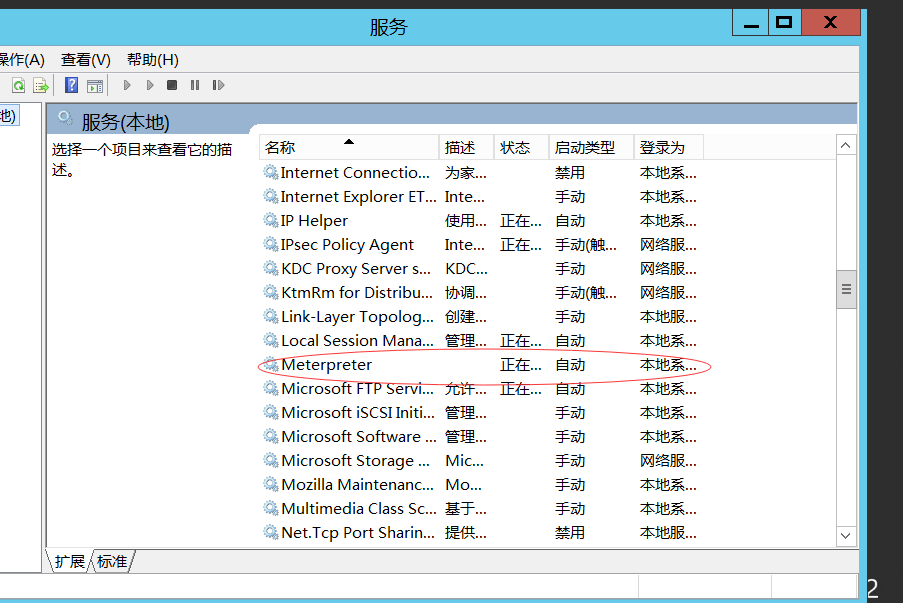 服务
操作(A) 查看(V) 帮助(H)
地)
服务(本地)
选择一个项目来查看它的描
述。
名称 描述 状态 启动类型 登录为
Internet Connectio... 为家... 禁用 本地系...
Internet Explorer ET... Inte... 手动 本地系...
IP Helper 使用... 正在... 自动 本地系...
IPsec Policy Agent Inte... 正在... 手动(触... 网络服...
KDC Proxy Server s... KDC... 手动 网络服...
KtmRm for Distribu... 协调... 手动(触... 网络服...
Link-Layer Topolog... 创建... 手动 本地服...
Local Session Mana... 管理... 正在... 自动 本地系...
Meterpreter 正在... 自动 本地系...
Microsoft FTP Servi... 允许... 正在... 自动 本地系...
Microsoft iSCSI Initi... 管理... 手动 本地系...
Microsoft Software ... 管理... 手动 本地系...
Microsoft Storage ... Mic... 手动 网络服...
Mozilla Maintenanc... Mo... 手动 本地系...
Multimedia Class Sc... 基于... 手动 本地系...
Net.Tcp Port Sharin... 提供... 禁用 本地服...
扩展 标准
2